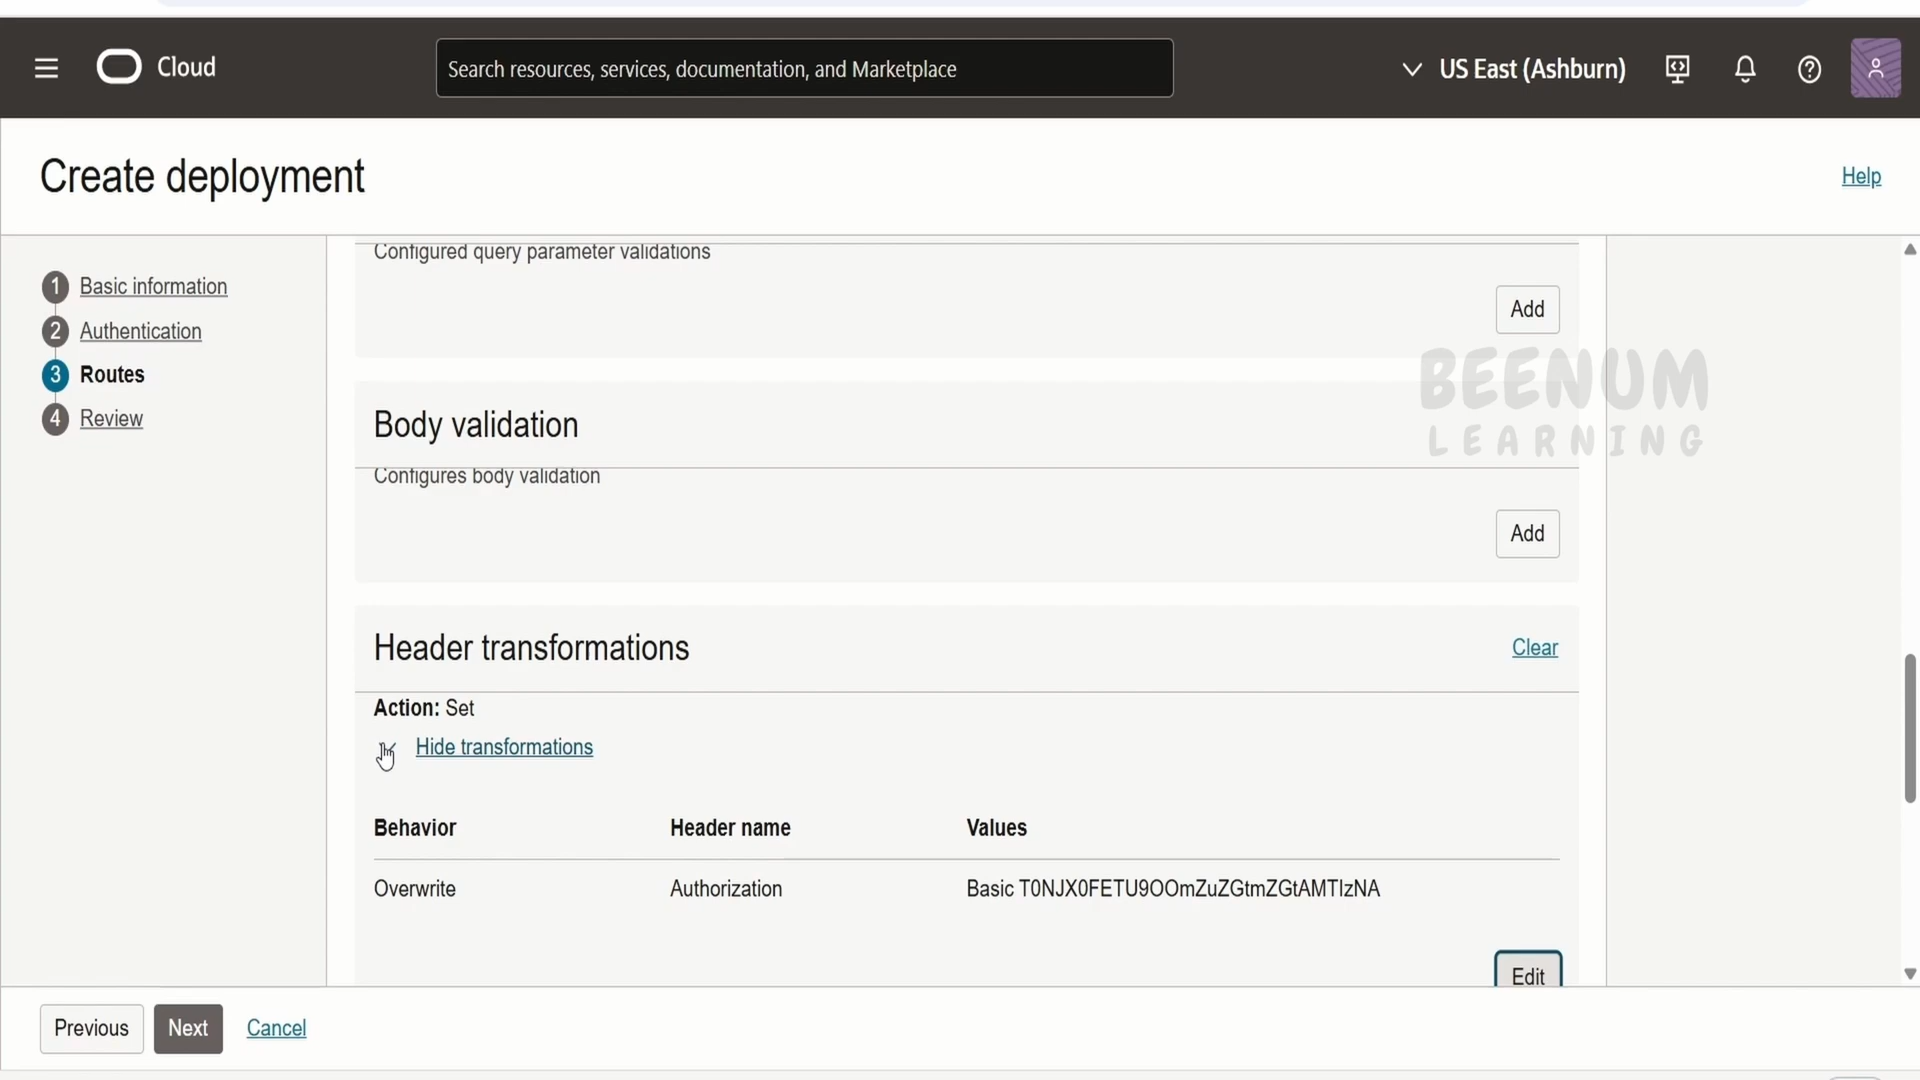 Cloud
Search resources, services, documentation, and Marketplace
US East (Ashburn)
Create deployment
Help
1 Basic information
2 Authentication
3 Routes
4 Review
Configured query parameter validations
Add
BEENUM
LEARNING
Body validation
Configures body validation
Add
Header transformations
Clear
Action: Set
Hide transformations
Behavior Header name Values
Overwrite Authorization Basic T0NJX0FETU9OOmZuZGtmZGtAMTIzNA
Edit
Previous Next Cancel